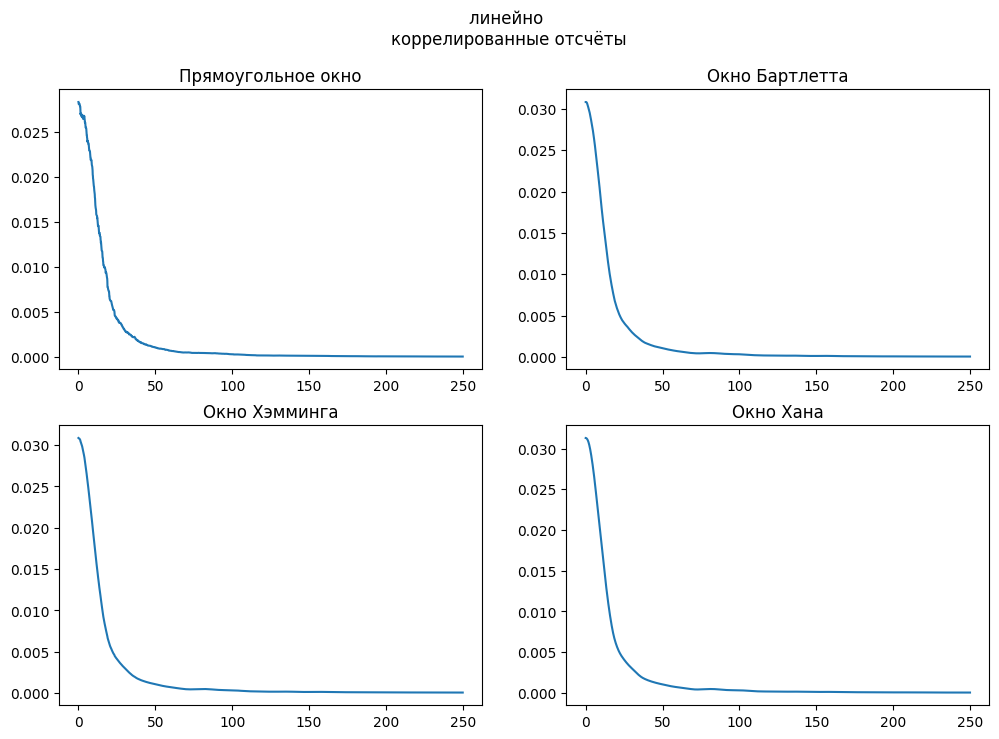 линейно
коррелированные отсчёты
Прямоугольное окно
0.025
0.020
0.015
0.010
0.005
0.000
0 50 100 150 200 250
Окно Бартлетта
0.030
0.025
0.020
0.015
0.010
0.005
0.000
0 50 100 150 200 250
Окно Хэмминга
0.030
0.025
0.020
0.015
0.010
0.005
0.000
0 50 100 150 200 250
Окно Хана
0.030
0.025
0.020
0.015
0.010
0.005
0.000
0 50 100 150 200 250